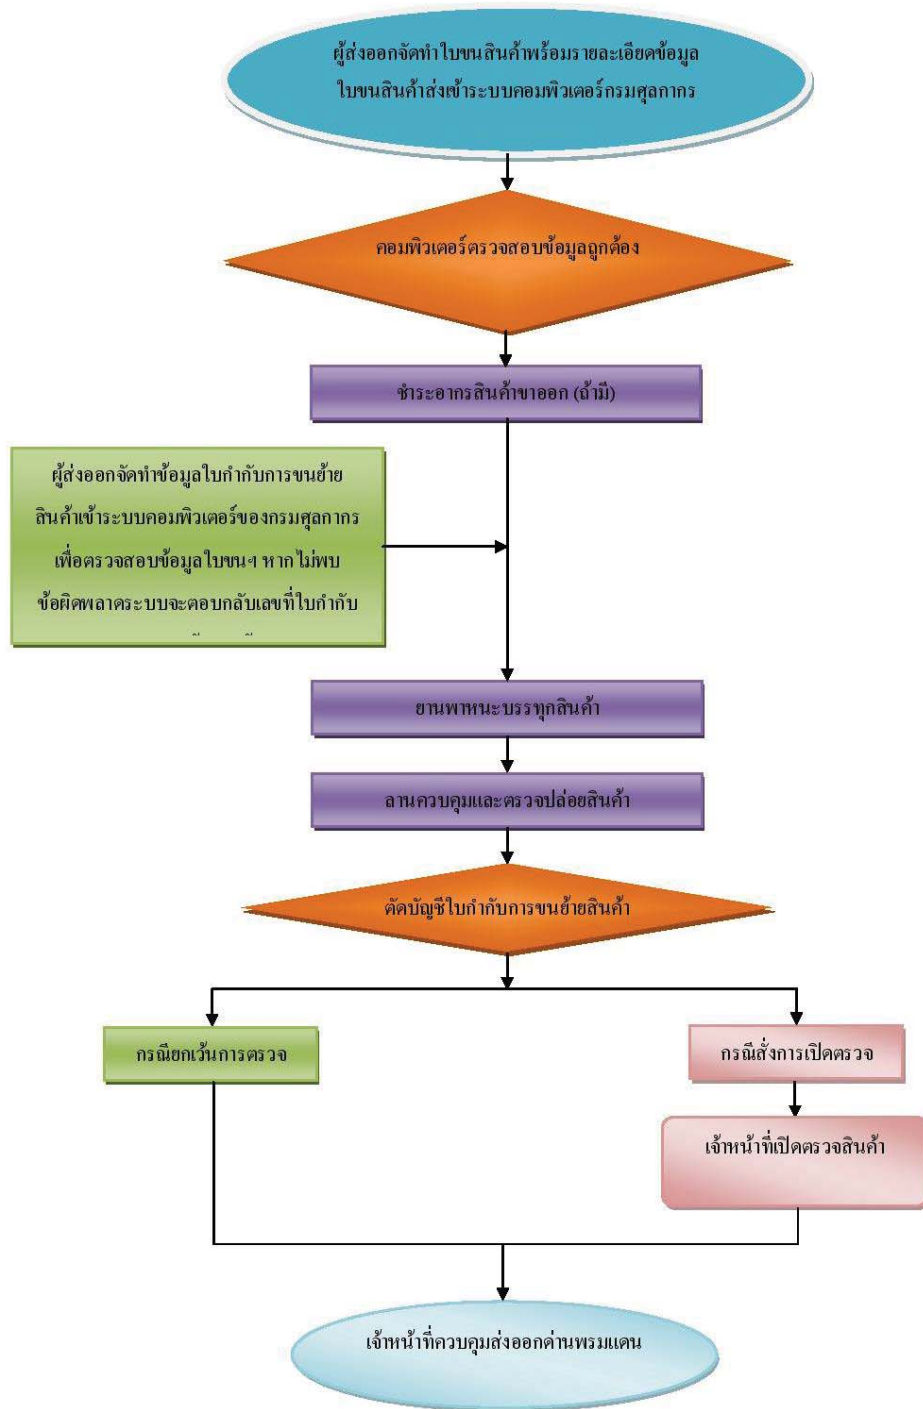 ผู้ส่งออกจัดทำใบขนสินค้าพร้อมรายละเอียดข้อมูล
ใบขนสินค้าส่งเข้าระบบคอมพิวเตอร์กรมศุลกากร
คอมพิวเตอร์ตรวจสอบข้อมูลถูกต้อง
ชำระอากรสินค้าขาออก (ถ้ามี)
ผู้ส่งออกจัดทำข้อมูลใบกำกับการขนย้าย
สินค้าเข้าระบบคอมพิวเตอร์ของกรมศุลกากร
เพื่อตรวจสอบข้อมูลใบขนฯ หากไม่พบ
ข้อผิดพลาดระบบจะตอบกลับเลขที่ใบกำกับ
ยานพาหนะบรรทุกสินค้า
ลานควบคุมและตรวจปล่อยสินค้า
ตัดบัญชีใบกำกับการขนย้ายสินค้า
กรณียกเว้นการตรวจ
กรณีสั่งการเปิดตรวจ
เจ้าหน้าที่เปิดตรวจสินค้า
เจ้าหน้าที่ควบคุมส่งออกด่านพรมแดน